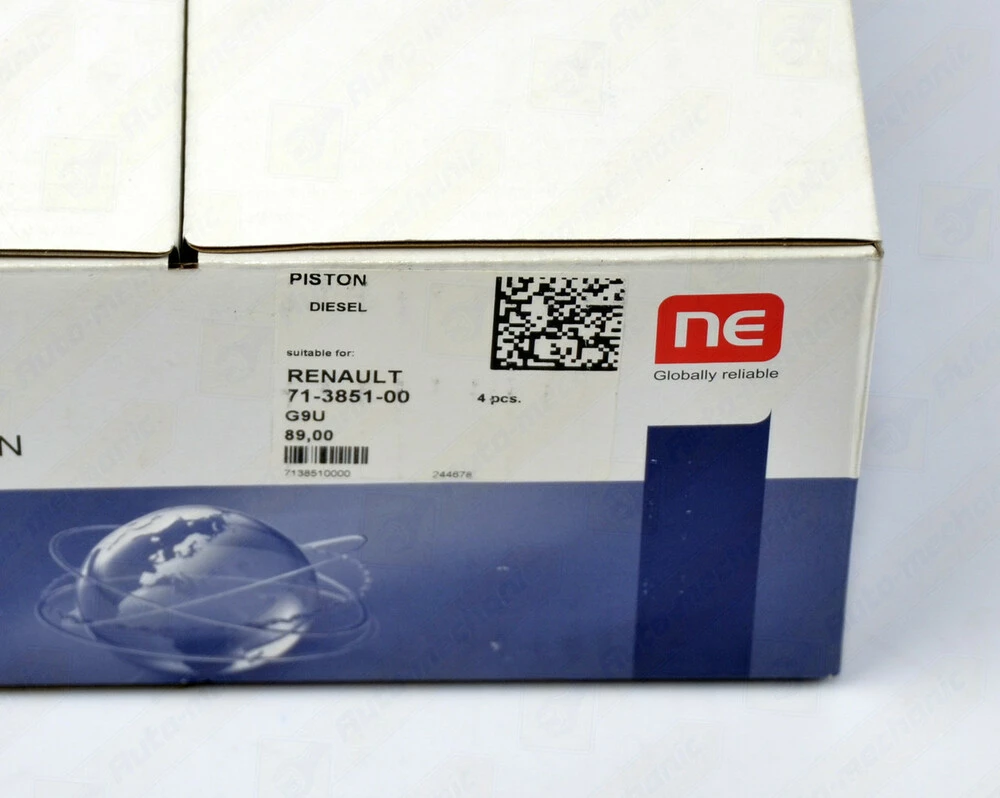 PISTON
DIESEL
suitable for:
RENAULT
71-3851-00
4 pcs.
G9U
89,00
7138510000
244678
ne
Globally reliable
N